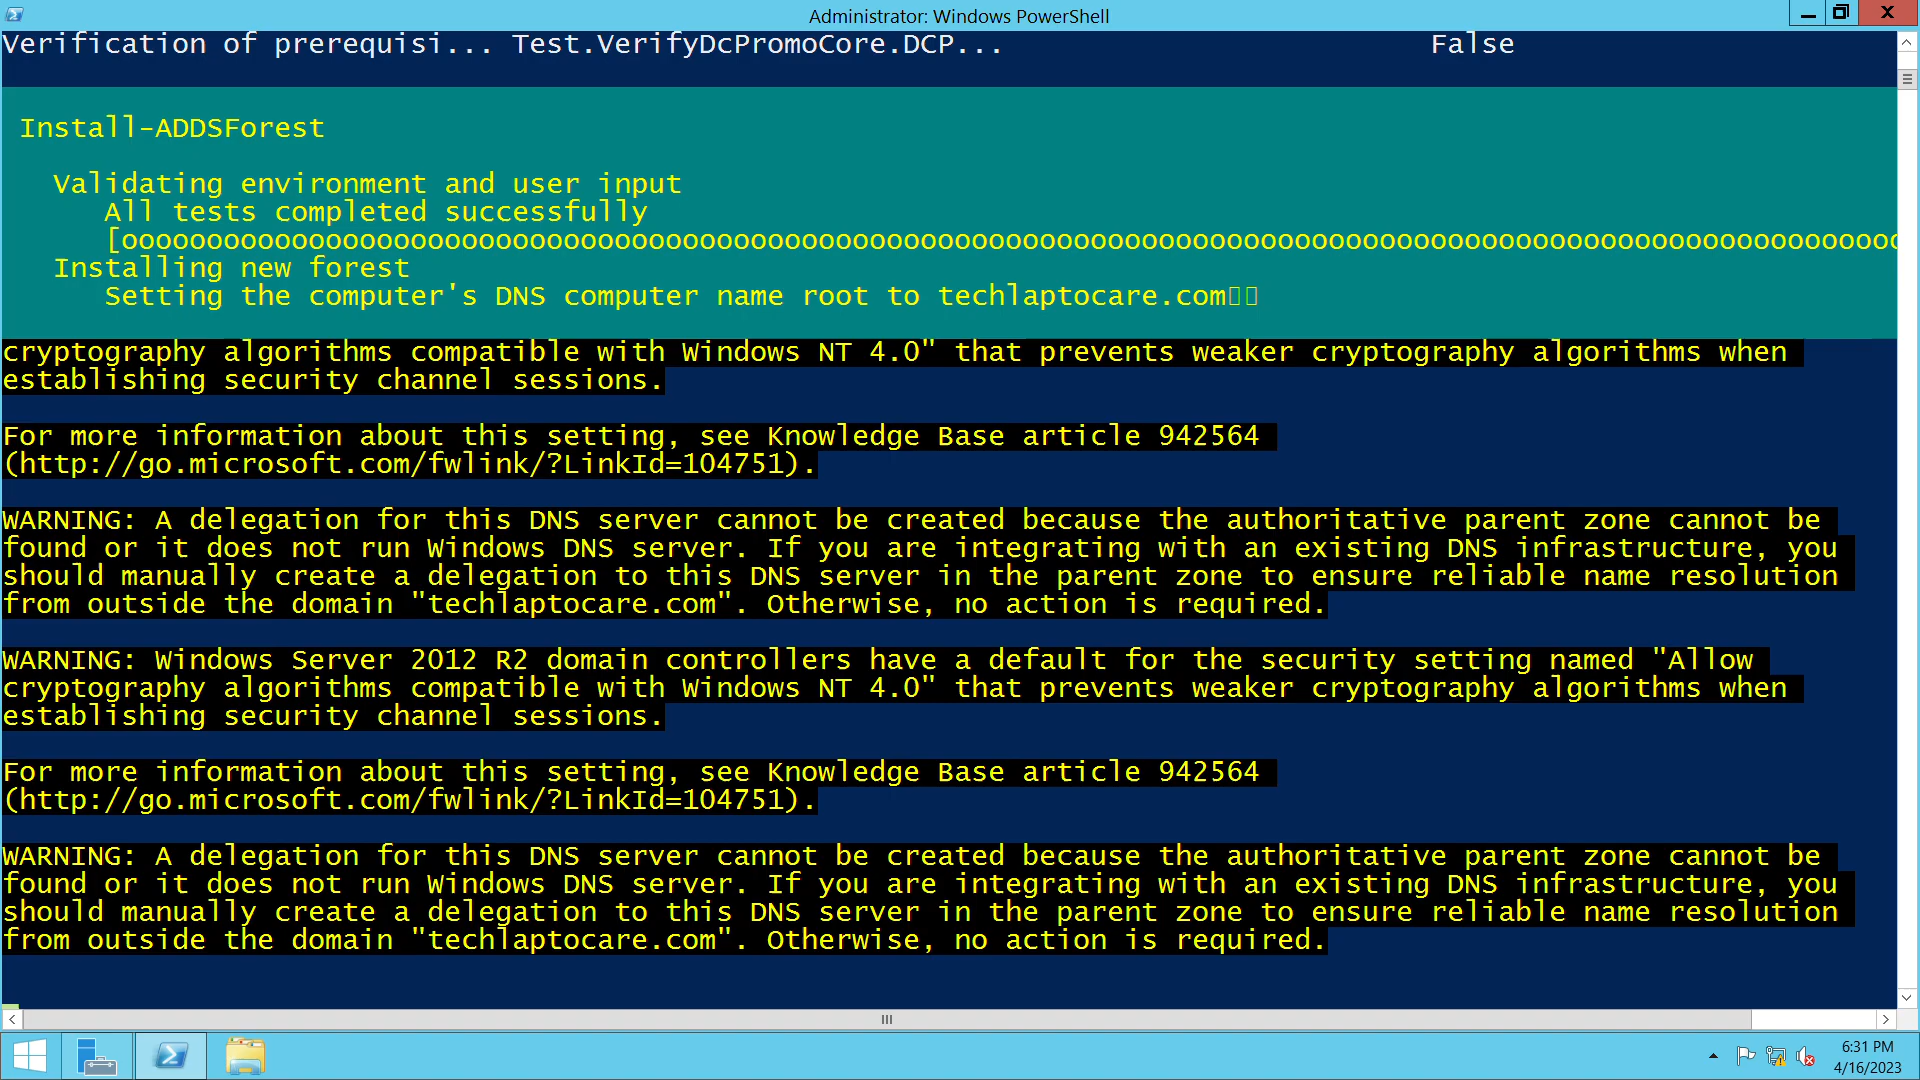 Administrator: Windows PowerShell
Verification of prerequisi... Test.VerifyDcPromoCore.DCP... False
Install-ADDSForest
Validating environment and user input
All tests completed successfully
[oooooooooooooooooooooooooooooooooooooooooooooooooooooooooooooooooooooooooooooooooooooooooooooooooooooooooo
Installing new forest
Setting the computer's DNS computer name root to techlaptocare.com
cryptography algorithms compatible with Windows NT 4.0" that prevents weaker cryptography algorithms when
establishing security channel sessions.
For more information about this setting, see Knowledge Base article 942564
(http://go.microsoft.com/fwlink/?LinkId=104751).
WARNING: A delegation for this DNS server cannot be created because the authoritative parent zone cannot be
found or it does not run Windows DNS server. If you are integrating with an existing DNS infrastructure, you
should manually create a delegation to this DNS server in the parent zone to ensure reliable name resolution
from outside the domain "techlaptocare.com". Otherwise, no action is required.
WARNING: Windows Server 2012 R2 domain controllers have a default for the security setting named "Allow
cryptography algorithms compatible with Windows NT 4.0" that prevents weaker cryptography algorithms when
establishing security channel sessions.
For more information about this setting, see Knowledge Base article 942564
(http://go.microsoft.com/fwlink/?LinkId=104751).
WARNING: A delegation for this DNS server cannot be created because the authoritative parent zone cannot be
found or it does not run Windows DNS server. If you are integrating with an existing DNS infrastructure, you
should manually create a delegation to this DNS server in the parent zone to ensure reliable name resolution
from outside the domain "techlaptocare.com". Otherwise, no action is required.
6:31 PM
4/16/2023